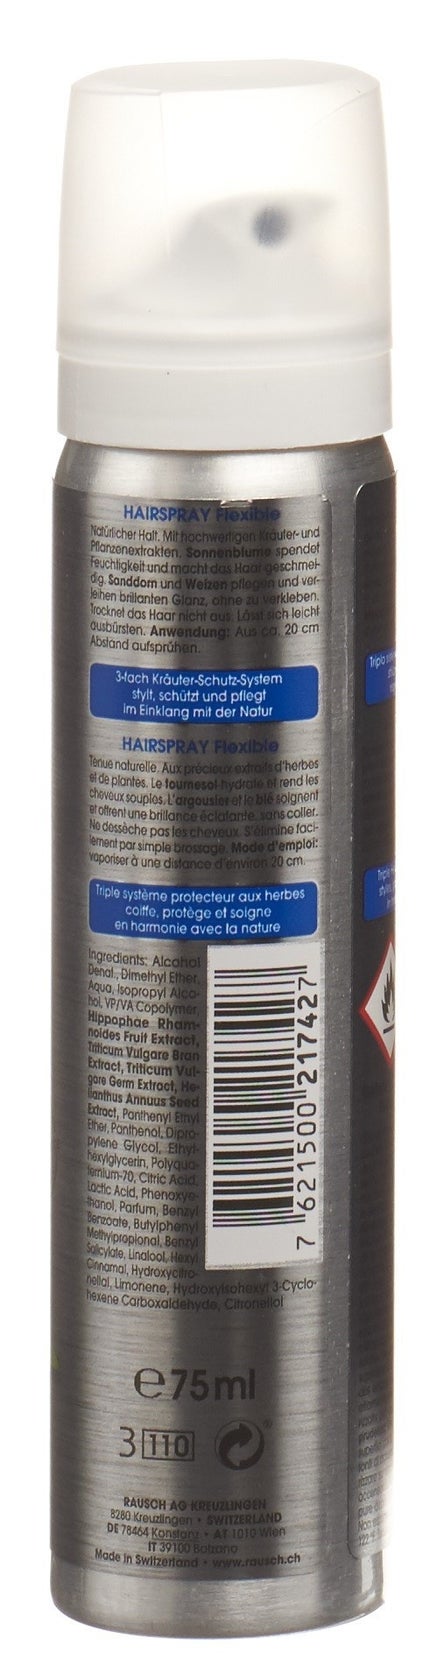 HAIRSPRAY Flexible
Natürlicher Halt. Mit hochwertigen Kräuter- und
Pflanzenextrakten. Sonnenblume spendet
Feuchtigkeit und macht das Haar geschmei-
dig. Sanddorn und Weizen pflegen und ver-
leihen brillanten Glanz, ohne zu verkleben.
Trocknet das Haar nicht aus. Lässt sich leicht
ausbürsten. Anwendung: Aus ca. 20 cm
Abstand aufsprühen.
3-fach Kräuter-Schutz-System
stylt, schützt und pflegt
im Einklang mit der Natur
HAIRSPRAY Flexible
Tenue naturelle. Aux précieux extraits d'herbes
et de plantes. Le tournesol hydrate et rend les
cheveux souples. L'argousier et le blé soignent
et offrent une brillance éclatante, sans coller.
Ne dessèche pas les cheveux. S'élimine faci-
lement par simple brossage. Mode d'emploi:
vaporiser à une distance d'environ 20 cm.
Triple système protecteur aux herbes
coiffe, protège et soigne
en harmonie avec la nature
Ingredients: Alcohol
Denat., Dimethyl Ether,
Aqua, Isopropyl Alco-
hol, VP/VA Copolymer,
Hippophae Rham-
noides Fruit Extract,
Triticum Vulgare Bran
Extract, Triticum Vul-
gare Germ Extract, He-
lianthus Annuus Seed
Extract, Panthenyl Ethyl
Ether, Panthenol, Dipro-
pylene Glycol, Ethyl-
hexylglycerin, Polyqua-
ternium-70, Citric Acid,
Lactic Acid, Phenoxye-
thanol, Parfum, Benzyl
Benzoate, Butylphenyl
Methylpropional, Benzyl
Salicylate, Linalool, Hexyl
Cinnamal, Hydroxycitro-
nellal, Limonene, Hydroxyisohexyl 3-Cyclo-
hexene Carboxaldehyde, Citronellol
7 621500 217427
e75ml
3 110
RAUSCH AG KREUZLINGEN
8280 Kreuzlingen • SWITZERLAND
DE 78464 Konstanz • AT 1010 Wien
IT 39100 Bolzano
Made in Switzerland • www.rausch.ch